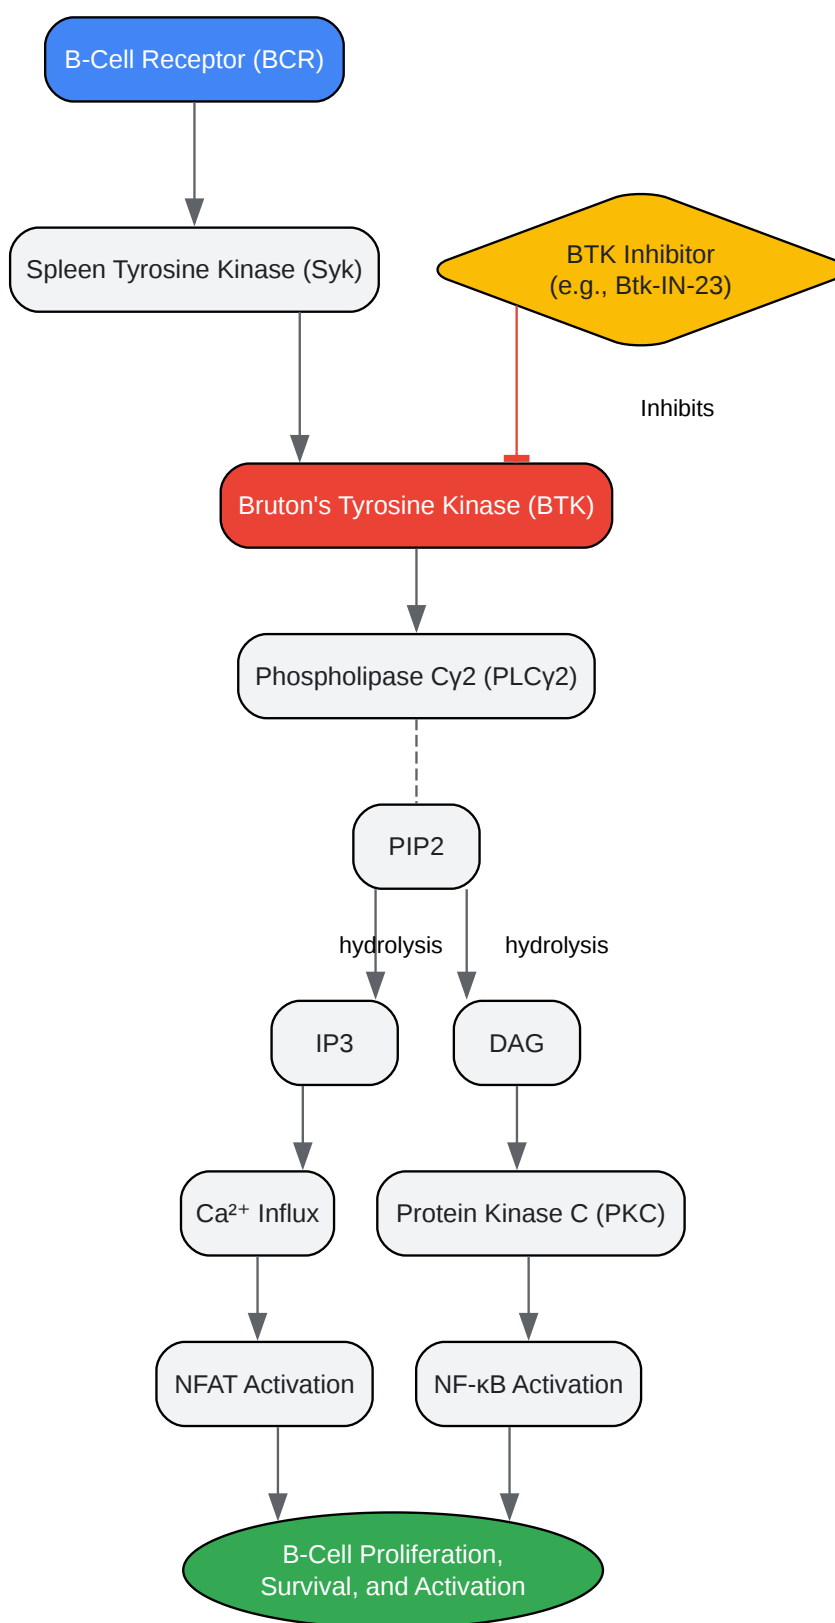 B-Cell Receptor (BCR)
Spleen Tyrosine Kinase (Syk)
BTK Inhibitor
(e.g., Btk-IN-23)
Inhibits
Bruton's Tyrosine Kinase (BTK)
Phospholipase Cγ2 (PLCγ2)
PIP2
hydrolysis
hydrolysis
IP3
DAG
Ca²⁺ Influx
Protein Kinase C (PKC)
NFAT Activation
NF-κB Activation
B-Cell Proliferation,
Survival, and Activation